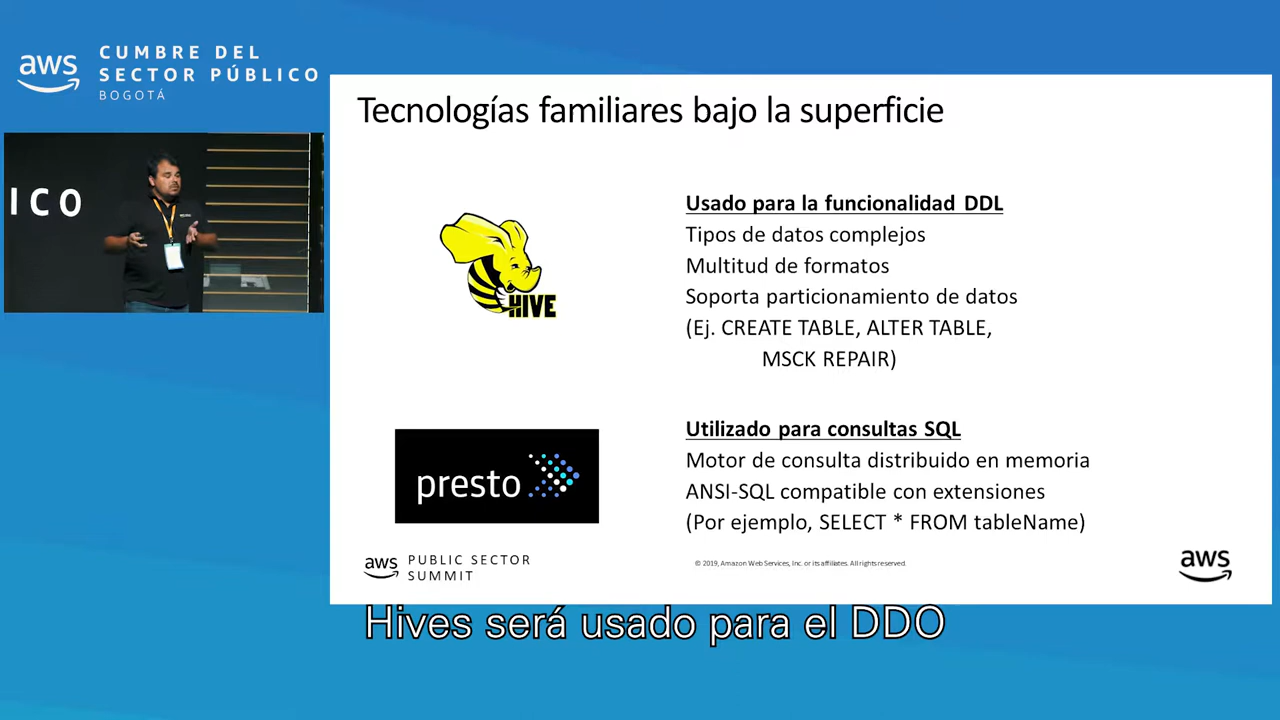 aws
CUMBRE DEL
SECTOR PÚBLICO
BOGOTÁ
ICO
Tecnologías familiares bajo la superficie
HIVE
Usado para la funcionalidad DDL
Tipos de datos complejos
Multitud de formatos
Soporta particionamiento de datos
(Ej. CREATE TABLE, ALTER TABLE,
MSCK REPAIR)
presto
Utilizado para consultas SQL
Motor de consulta distribuido en memoria
ANSI-SQL compatible con extensiones
(Por ejemplo, SELECT * FROM tableName)
aws
PUBLIC SECTOR
SUMMIT
© 2019, Amazon Web Services, Inc. or its affiliates. All rights reserved.
aws
Hives será usado para el DDO